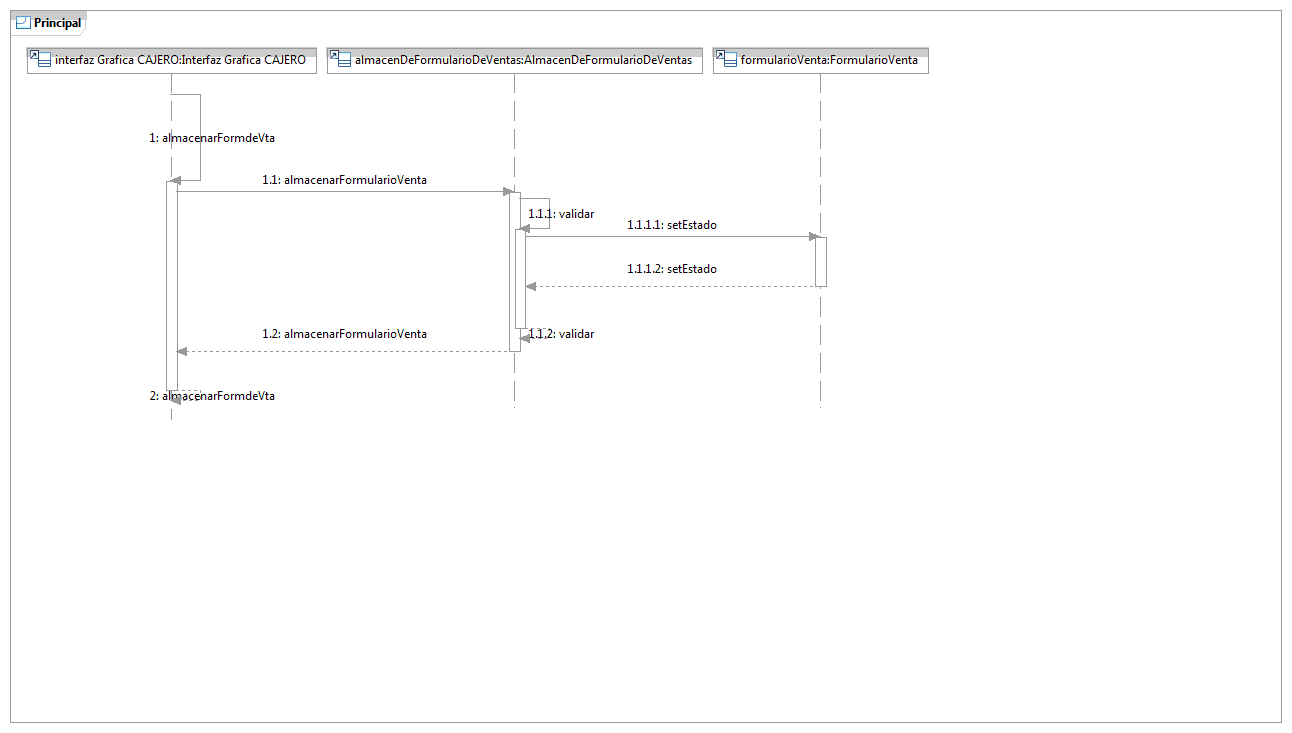 Principal
interfaz Grafica CAJERO:Interfaz Grafica CAJERO
almacenDeFormularioDeVentas:AlmacenDeFormularioDeVentas
formularioVenta:FormularioVenta
1: almacenarFormdeVta
1.1: almacenarFormularioVenta
1.1.1: validar
1.1.1.1: setEstado
1.1.1.2: setEstado
1.2: almacenarFormularioVenta
1.1.2: validar
2: almacenarFormdeVta